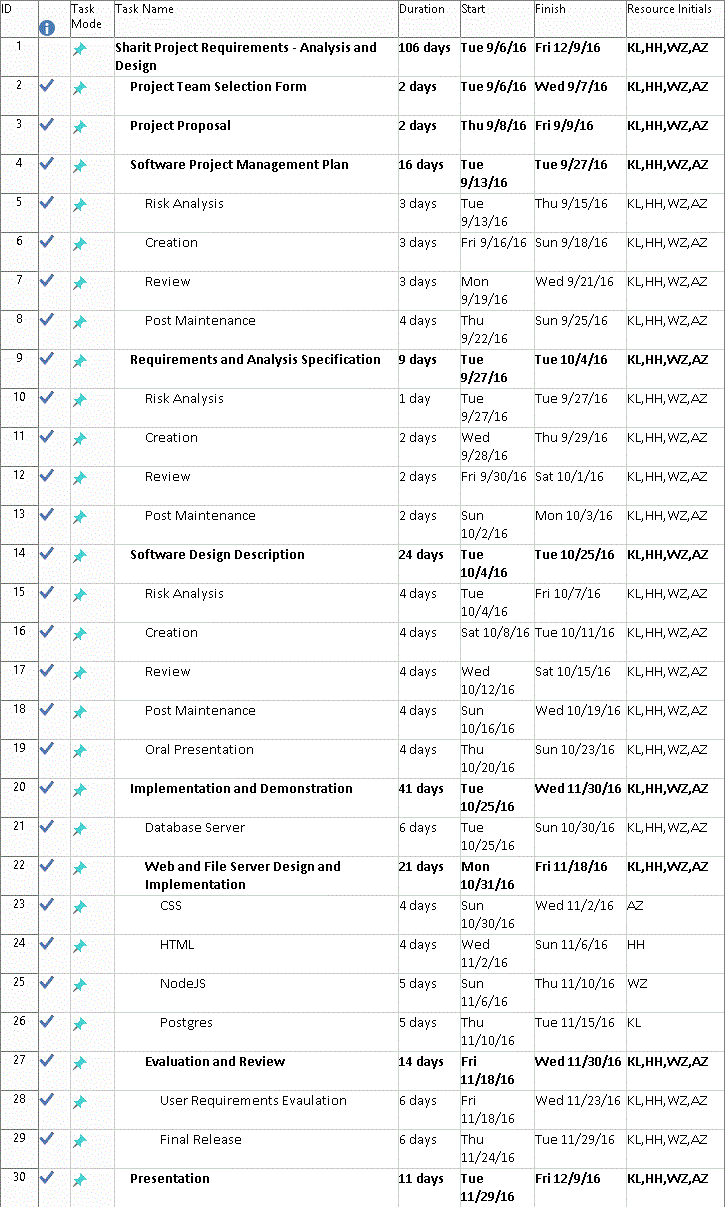 ID Task Mode Task Name Duration Start Finish Resource Initials
1 Sharit Project Requirements - Analysis and Design 106 days Tue 9/6/16 Fri 12/9/16 KL,HH,WZ,AZ
2 Project Team Selection Form 2 days Tue 9/6/16 Wed 9/7/16 KL,HH,WZ,AZ
3 Project Proposal 2 days Thu 9/8/16 Fri 9/9/16 KL,HH,WZ,AZ
4 Software Project Management Plan 16 days Tue 9/13/16 Tue 9/27/16 KL,HH,WZ,AZ
5 Risk Analysis 3 days Tue 9/13/16 Thu 9/15/16 KL,HH,WZ,AZ
6 Creation 3 days Fri 9/16/16 Sun 9/18/16 KL,HH,WZ,AZ
7 Review 3 days Mon 9/19/16 Wed 9/21/16 KL,HH,WZ,AZ
8 Post Maintenance 4 days Thu 9/22/16 Sun 9/25/16 KL,HH,WZ,AZ
9 Requirements and Analysis Specification 9 days Tue 9/27/16 Tue 10/4/16 KL,HH,WZ,AZ
10 Risk Analysis 1 day Tue 9/27/16 Tue 9/27/16 KL,HH,WZ,AZ
11 Creation 2 days Wed 9/28/16 Thu 9/29/16 KL,HH,WZ,AZ
12 Review 2 days Fri 9/30/16 Sat 10/1/16 KL,HH,WZ,AZ
13 Post Maintenance 2 days Sun 10/2/16 Mon 10/3/16 KL,HH,WZ,AZ
14 Software Design Description 24 days Tue 10/4/16 Tue 10/25/16 KL,HH,WZ,AZ
15 Risk Analysis 4 days Tue 10/4/16 Fri 10/7/16 KL,HH,WZ,AZ
16 Creation 4 days Sat 10/8/16 Tue 10/11/16 KL,HH,WZ,AZ
17 Review 4 days Wed 10/12/16 Sat 10/15/16 KL,HH,WZ,AZ
18 Post Maintenance 4 days Sun 10/16/16 Wed 10/19/16 KL,HH,WZ,AZ
19 Oral Presentation 4 days Thu 10/20/16 Sun 10/23/16 KL,HH,WZ,AZ
20 Implementation and Demonstration 41 days Tue 10/25/16 Wed 11/30/16 KL,HH,WZ,AZ
21 Database Server 6 days Tue 10/25/16 Sun 10/30/16 KL,HH,WZ,AZ
22 Web and File Server Design and Implementation 21 days Mon 10/31/16 Fri 11/18/16 KL,HH,WZ,AZ
23 CSS 4 days Sun 10/30/16 Wed 11/2/16 AZ
24 HTML 4 days Wed 11/2/16 Sun 11/6/16 HH
25 NodeJS 5 days Sun 11/6/16 Thu 11/10/16 WZ
26 Postgres 5 days Thu 11/10/16 Tue 11/15/16 KL
27 Evaluation and Review 14 days Fri 11/18/16 Wed 11/30/16 KL,HH,WZ,AZ
28 User Requirements Evaulation 6 days Fri 11/18/16 Wed 11/23/16 KL,HH,WZ,AZ
29 Final Release 6 days Thu 11/24/16 Tue 11/29/16 KL,HH,WZ,AZ
30 Presentation 11 days Tue 11/29/16 Fri 12/9/16 KL,HH,WZ,AZ